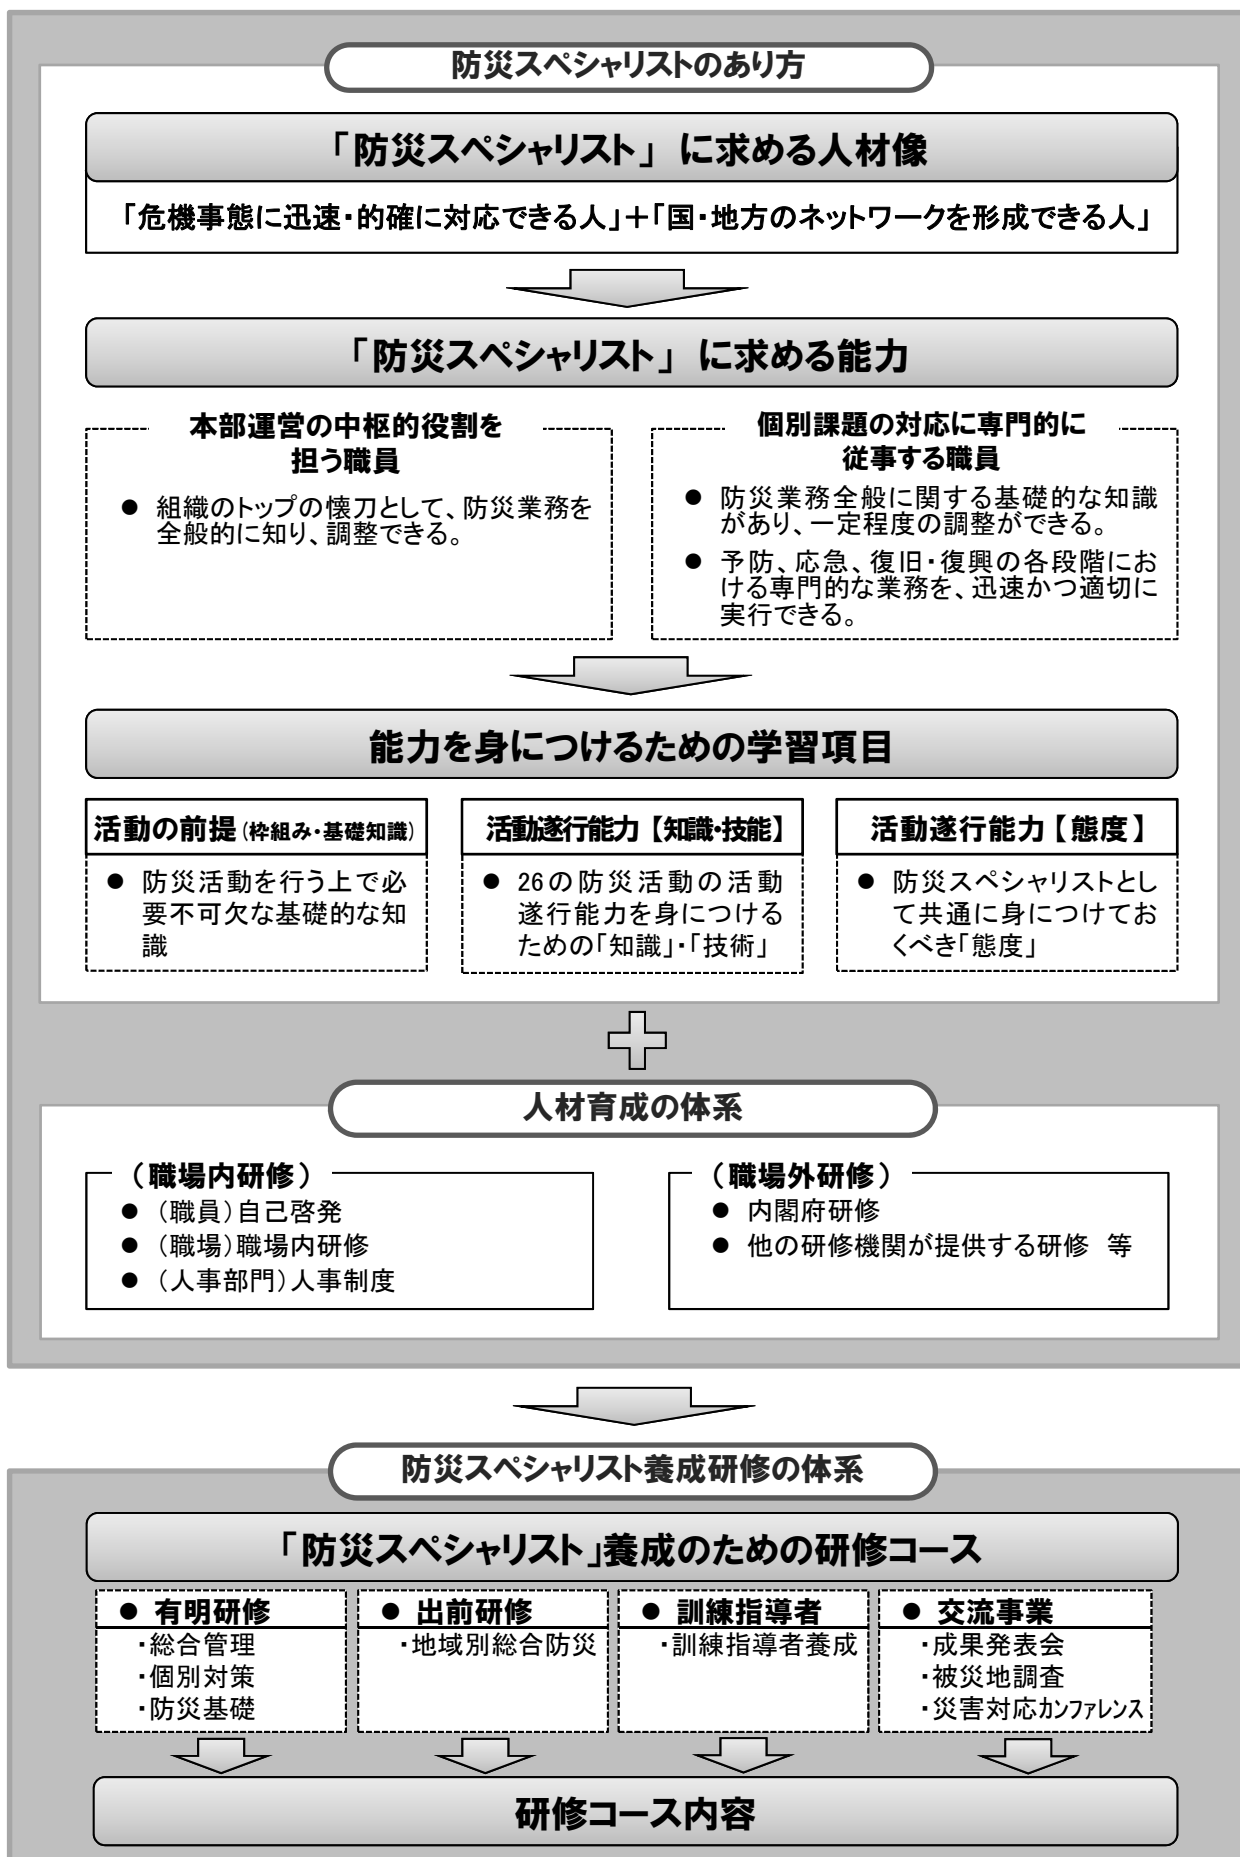 防災スペシャリストのあり方
「防災スペシャリスト」 に求める人材像
「危機事態に迅速・的確に対応できる人」＋「国・地方のネットワークを形成できる人」
「防災スペシャリスト」 に求める能力
本部運営の中枢的役割を
担う職員
● 組織のトップの懐刀として、防災業務を
全般的に知り、調整できる。
個別課題の対応に専門的に
従事する職員
● 防災業務全般に関する基礎的な知識
があり、一定程度の調整ができる。
● 予防、応急、復旧・復興の各段階にお
ける専門的な業務を、迅速かつ適切に
実行できる。
能力を身につけるための学習項目
活動の前提（枠組み・基礎知識）
● 防災活動を行う上で必
要不可欠な基礎的な知
識
活動遂行能力【知識・技能】
● 26の防災活動の活動
遂行能力を身につける
ための「知識」・「技術」
活動遂行能力【態度】
● 防災スペシャリストとし
て共通に身につけてお
くべき「態度」
人材育成の体系
（職場内研修）
● （職員）自己啓発
● （職場）職場内研修
● （人事部門）人事制度
（職場外研修）
● 内閣府研修
● 他の研修機関が提供する研修 等
防災スペシャリスト養成研修の体系
「防災スペシャリスト」養成のための研修コース
● 有明研修
・総合管理
・個別対策
・防災基礎
● 出前研修
・地域別総合防災
● 訓練指導者
・訓練指導者養成
● 交流事業
・成果発表会
・被災地調査
・災害対応ｶﾝﾌｧﾚﾝｽ
研修コース内容